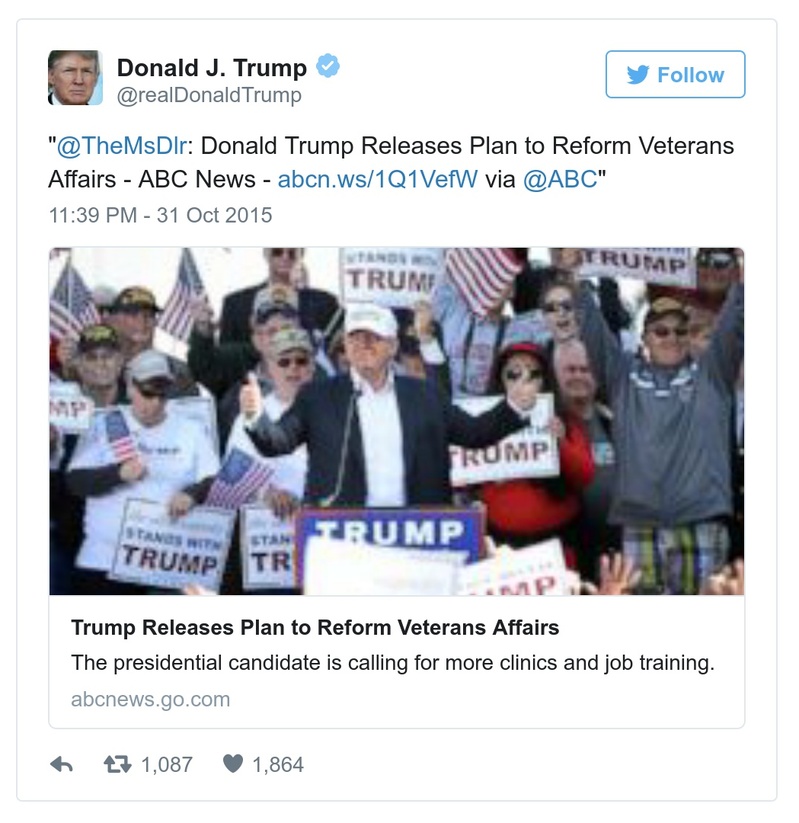 Donald J. Trump
@realDonaldTrump
Follow
"@TheMsDlr: Donald Trump Releases Plan to Reform Veterans
Affairs - ABC News - abcn.ws/1Q1VefW via @ABC"
11:39 PM - 31 Oct 2015
STANDS WITH
TRUMP
TRUMP
MP
TRUMP
STANDS WITH
TRUMP
STAN
TR
TRUMP
UMP
Trump Releases Plan to Reform Veterans Affairs
The presidential candidate is calling for more clinics and job training.
abcnews.go.com
1,087 1,864